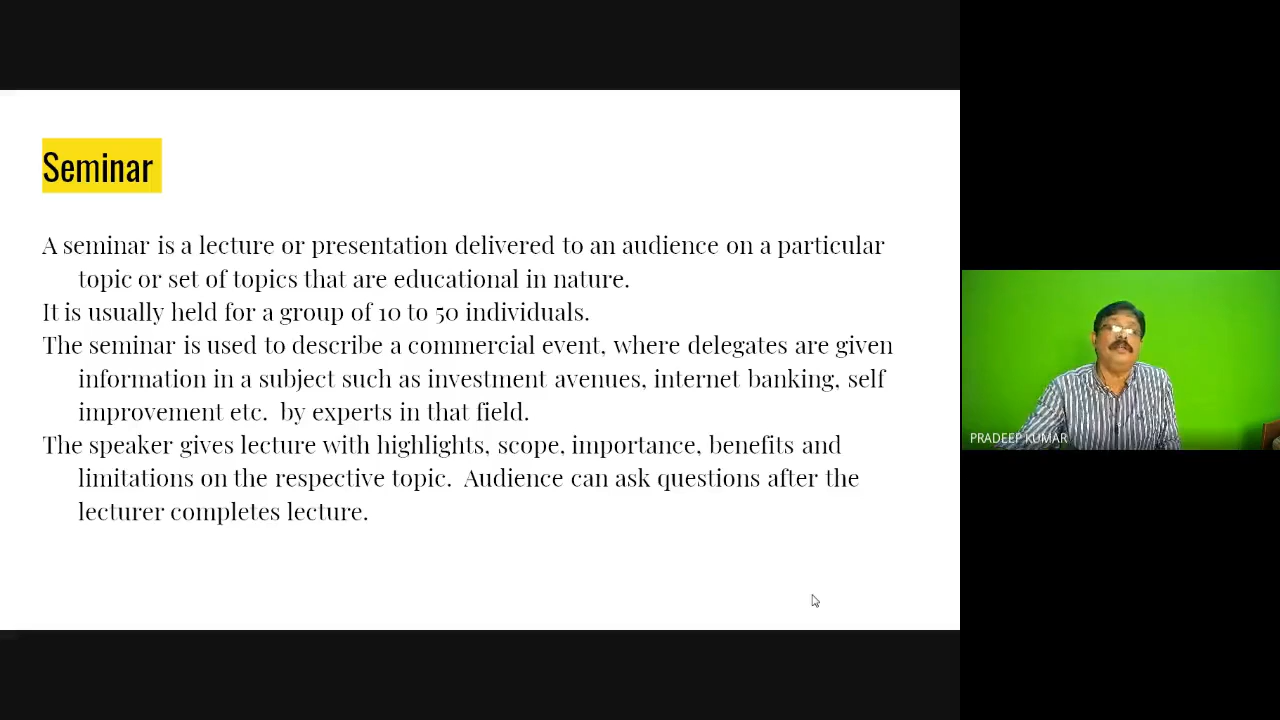 Seminar
A seminar is a lecture or presentation delivered to an audience on a particular
topic or set of topics that are educational in nature.
It is usually held for a group of 10 to 50 individuals.
The seminar is used to describe a commercial event, where delegates are given
information in a subject such as investment avenues, internet banking, self
improvement etc.  by experts in that field.
The speaker gives lecture with highlights, scope, importance, benefits and
limitations on the respective topic.  Audience can ask questions after the
lecturer completes lecture.
PRADEEP KUMAR